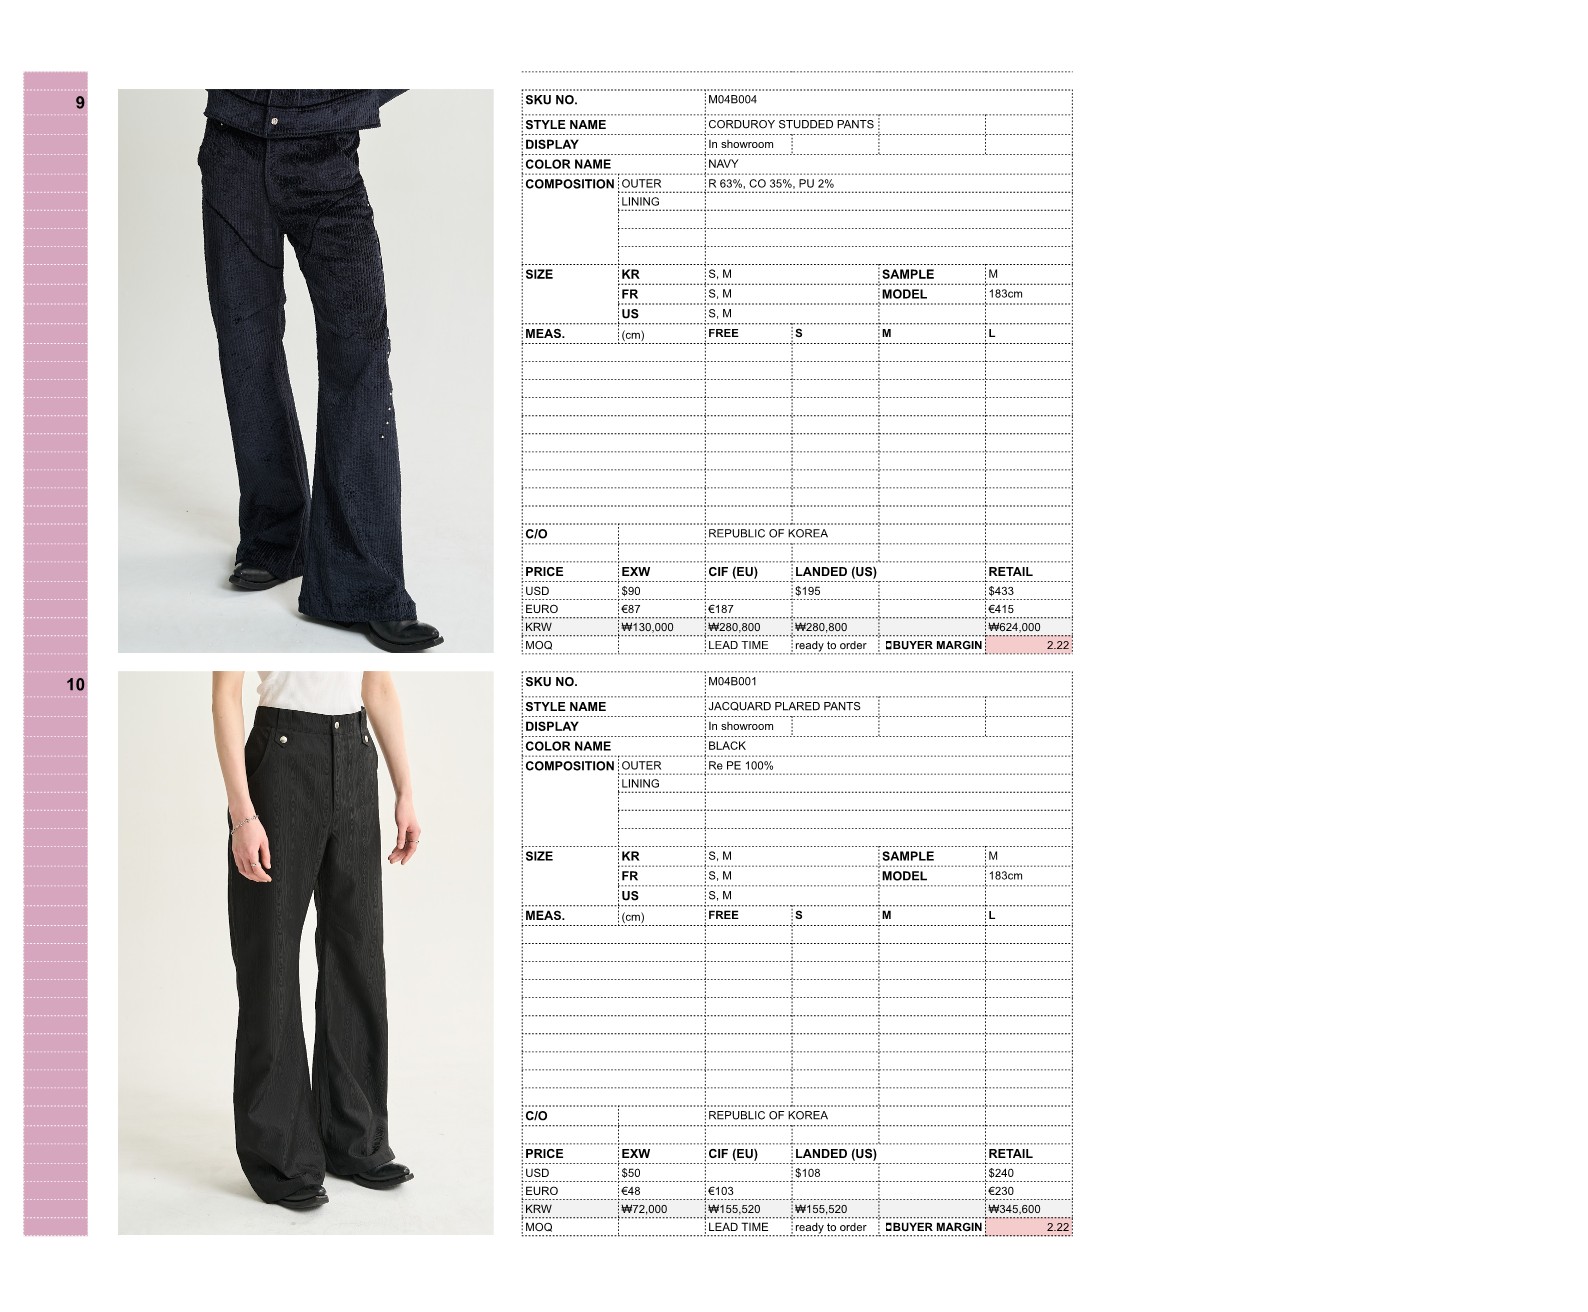 9
SKU NO. M04B004
STYLE NAME CORDUROY STUDDED PANTS
DISPLAY In showroom
COLOR NAME NAVY
COMPOSITION OUTER R 63%, CO 35%, PU 2%
LINING
SIZE KR S, M SAMPLE M
FR S, M MODEL 183cm
US S, M
MEAS. (cm) FREE S M L
C/O REPUBLIC OF KOREA
PRICE EXW CIF (EU) LANDED (US) RETAIL
USD $90 $195 $433
EURO €87 €187 €415
KRW ₩130,000 ₩280,800 ₩280,800 ₩624,000
MOQ LEAD TIME ready to order BUYER MARGIN 2.22
10
SKU NO. M04B001
STYLE NAME JACQUARD PLARED PANTS
DISPLAY In showroom
COLOR NAME BLACK
COMPOSITION OUTER Re PE 100%
LINING
SIZE KR S, M SAMPLE M
FR S, M MODEL 183cm
US S, M
MEAS. (cm) FREE S M L
C/O REPUBLIC OF KOREA
PRICE EXW CIF (EU) LANDED (US) RETAIL
USD $50 $108 $240
EURO €48 €103 €230
KRW ₩72,000 ₩155,520 ₩155,520 ₩345,600
MOQ LEAD TIME ready to order BUYER MARGIN 2.22